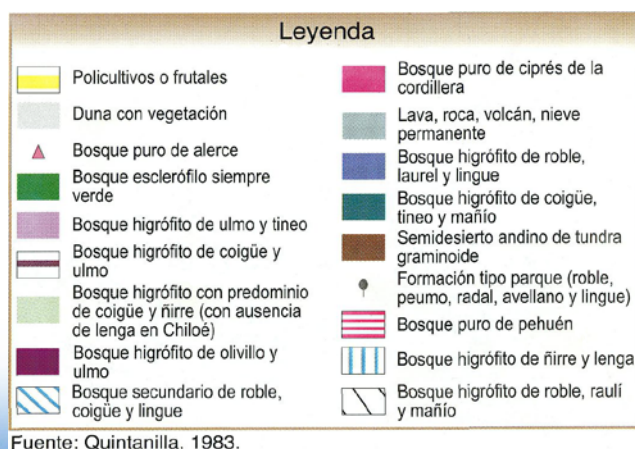 Leyenda
Policultivos o frutales
Duna con vegetación
Bosque puro de alerce
Bosque esclerófilo siempre
verde
Bosque higrófito de ulmo y tineo
Bosque higrófito de coigüe y
ulmo
Bosque higrófito con predominio
de coigüe y ñirre (con ausencia
de lenga en Chiloé)
Bosque higrófito de olivillo y
ulmo
Bosque secundario de roble,
coigüe y lingue
Bosque puro de ciprés de la
cordillera
Lava, roca, volcán, nieve
permanente
Bosque higrófito de roble,
laurel y lingue
Bosque higrófito de coigüe,
tineo y mañío
Semidesierto andino de tundra
graminoide
Formación tipo parque (roble,
peumo, radal, avellano y lingue)
Bosque puro de pehuén
Bosque higrófito de ñirre y lenga
Bosque higrófito de roble, raulí
y mañío
Fuente: Quintanilla, 1983.